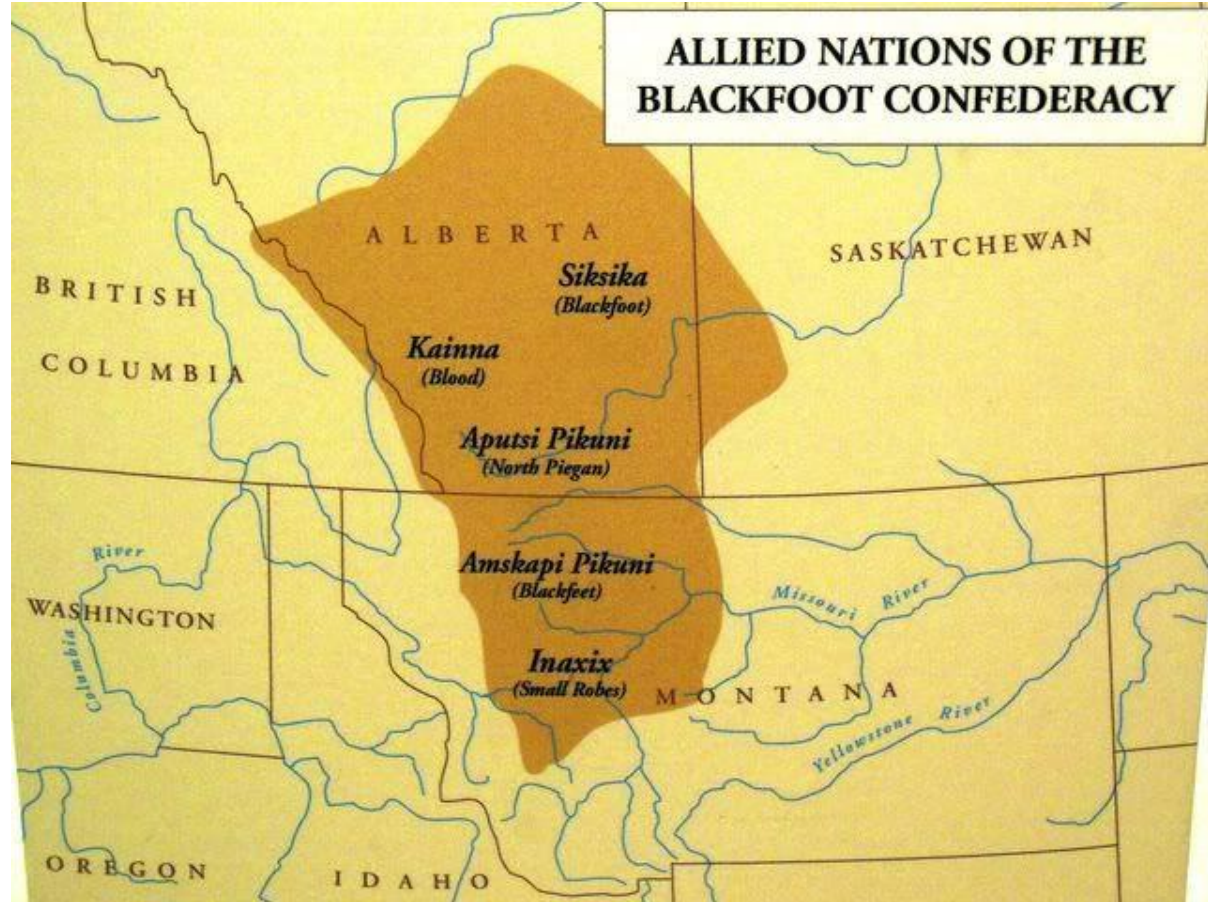 ALLIED NATIONS OF THE
BLACKFOOT CONFEDERACY
ALBERTA
SASKATCHEWAN
BRITISH
COLUMBIA
Siksika
(Blackfoot)
Kainna
(Blood)
Aputsi Pikuni
(North Piegan)
Amskapi Pikuni
(Blackfeet)
Inaxix
(Small Robes)
River
Columbia
WASHINGTON
Missouri River
MONTANA
Yellowstone River
OREGON
IDAHO